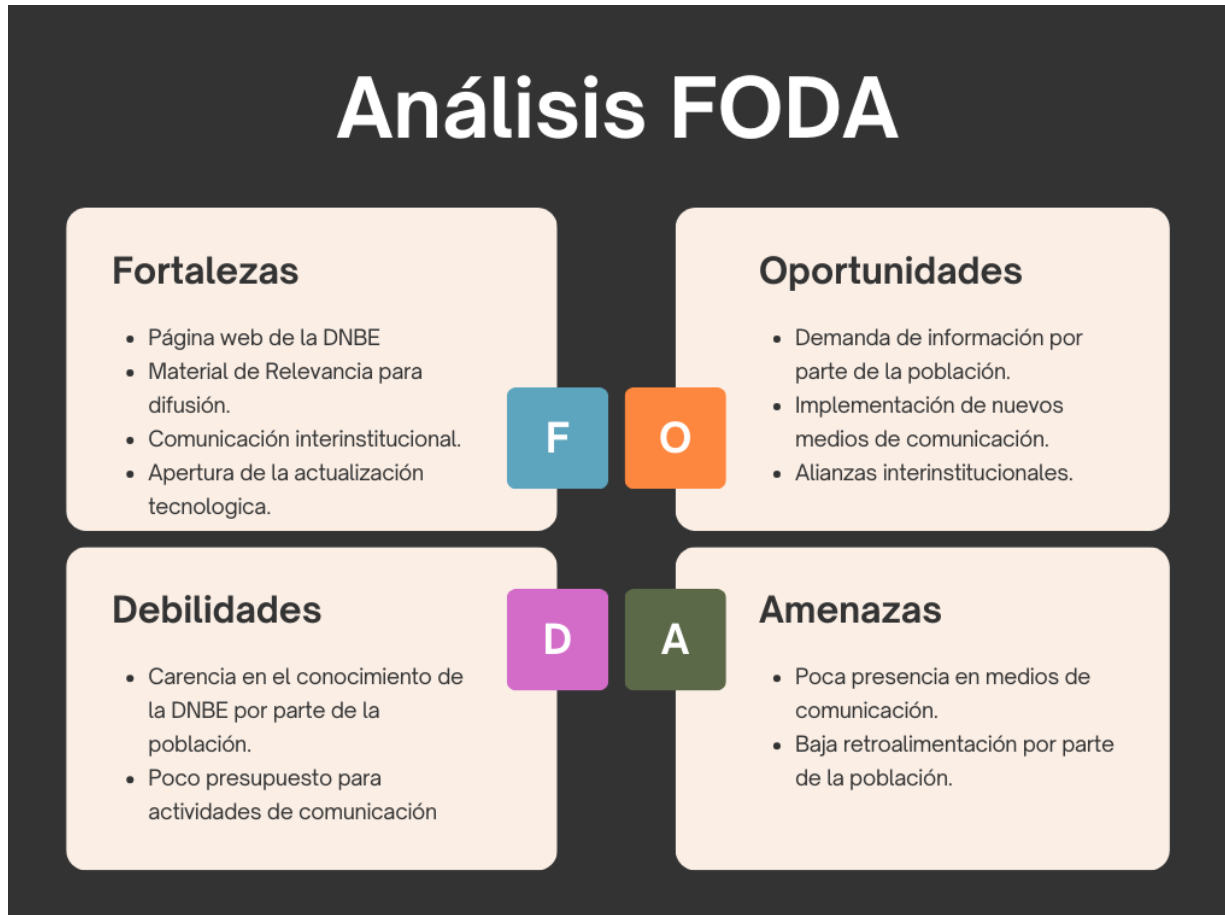 Análisis FODA
Fortalezas
• Página web de la DNBE
• Material de Relevancia para
difusión.
• Comunicación interinstitucional.
• Apertura de la actualización
tecnologica.
Oportunidades
• Demanda de información por
parte de la población.
• Implementación de nuevos
medios de comunicación.
• Alianzas interinstitucionales.
F
O
D
A
Debilidades
• Carencia en el conocimiento de
la DNBE por parte de la
población.
• Poco presupuesto para
actividades de comunicación
Amenazas
• Poca presencia en medios de
comunicación.
• Baja retroalimentación por parte
de la población.